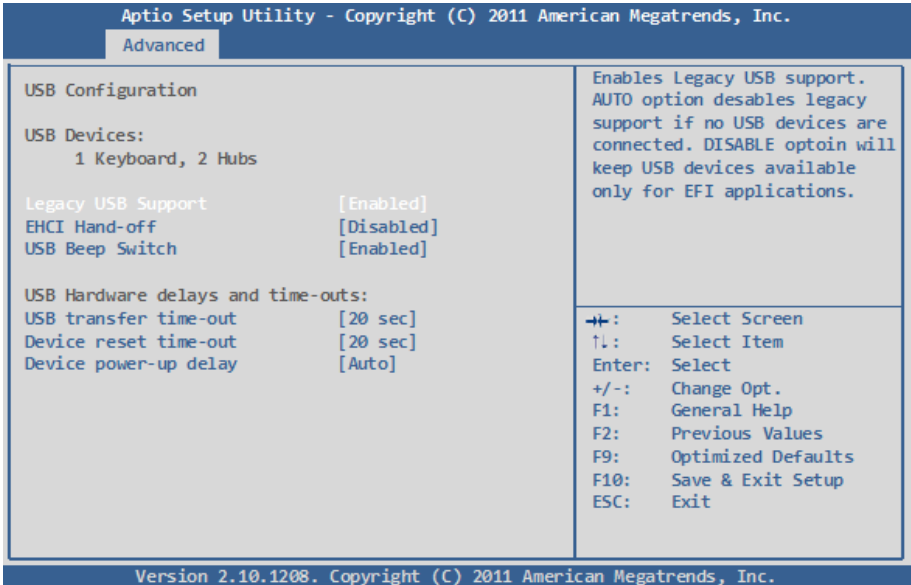 Aptio Setup Utility - Copyright (C) 2011 American Megatrends, Inc.
Advanced
USB Configuration
USB Devices:
1 Keyboard, 2 Hubs
Legacy USB Support [Enabled]
EHCI Hand-off [Disabled]
USB Beep Switch [Enabled]
USB Hardware delays and time-outs:
USB transfer time-out [20 sec]
Device reset time-out [20 sec]
Device power-up delay [Auto]
Enables Legacy USB support.
AUTO option desables legacy
support if no USB devices are
connected. DISABLE optoin will
keep USB devices available
only for EFI applications.
→←: Select Screen
↑↓: Select Item
Enter: Select
+/-: Change Opt.
F1: General Help
F2: Previous Values
F9: Optimized Defaults
F10: Save & Exit Setup
ESC: Exit
Version 2.10.1208. Copyright (C) 2011 American Megatrends, Inc.